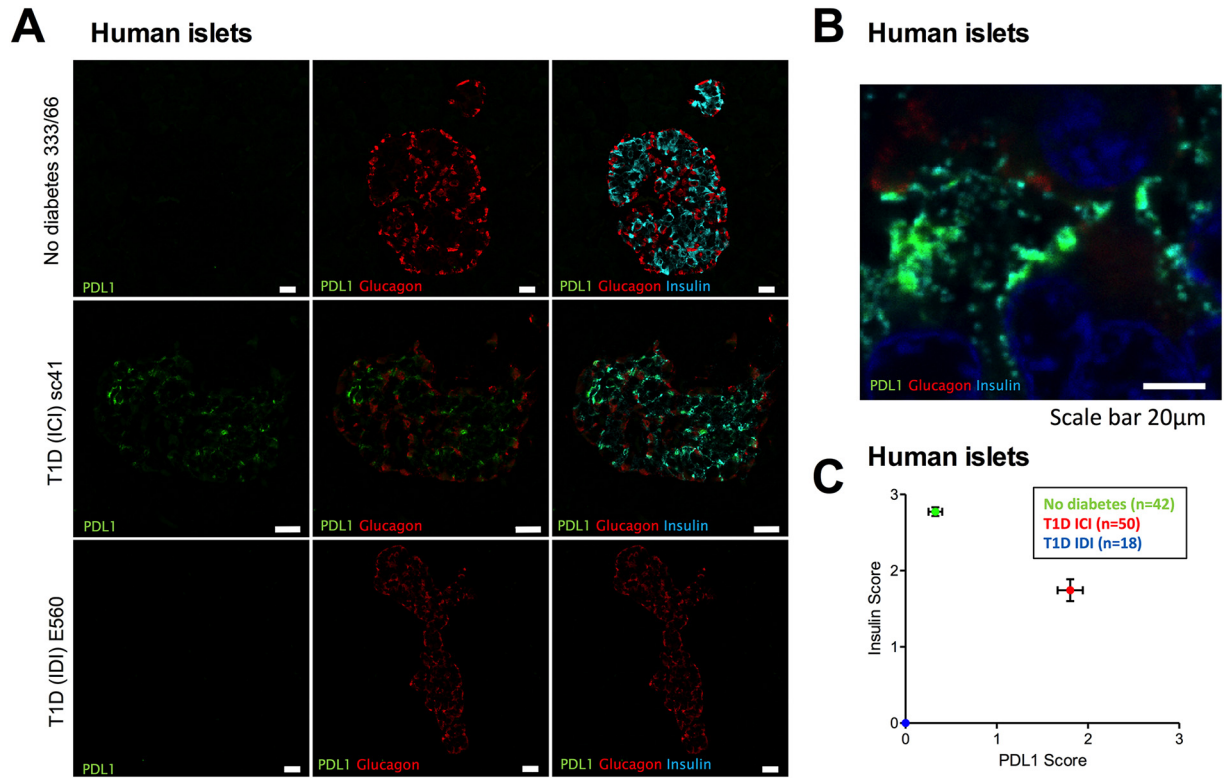 A Human islets
No diabetes 333/66
PDL1
PDL1 Glucagon
PDL1 Glucagon Insulin
T1D (ICI) sc41
PDL1
PDL1 Glucagon
PDL1 Glucagon Insulin
T1D (IDI) E560
PDL1
PDL1 Glucagon
PDL1 Glucagon Insulin
B Human islets
PDL1 Glucagon Insulin
Scale bar 20µm
C Human islets
No diabetes (n=42)
T1D ICI (n=50)
T1D IDI (n=18)
Insulin Score
3
2
1
0
0 1 2 3
PDL1 Score